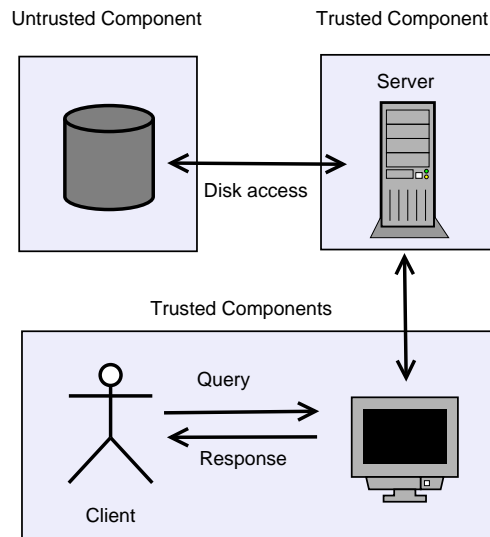 Untrusted Component
Trusted Component
Server
Disk access
Trusted Components
Query
Response
Client